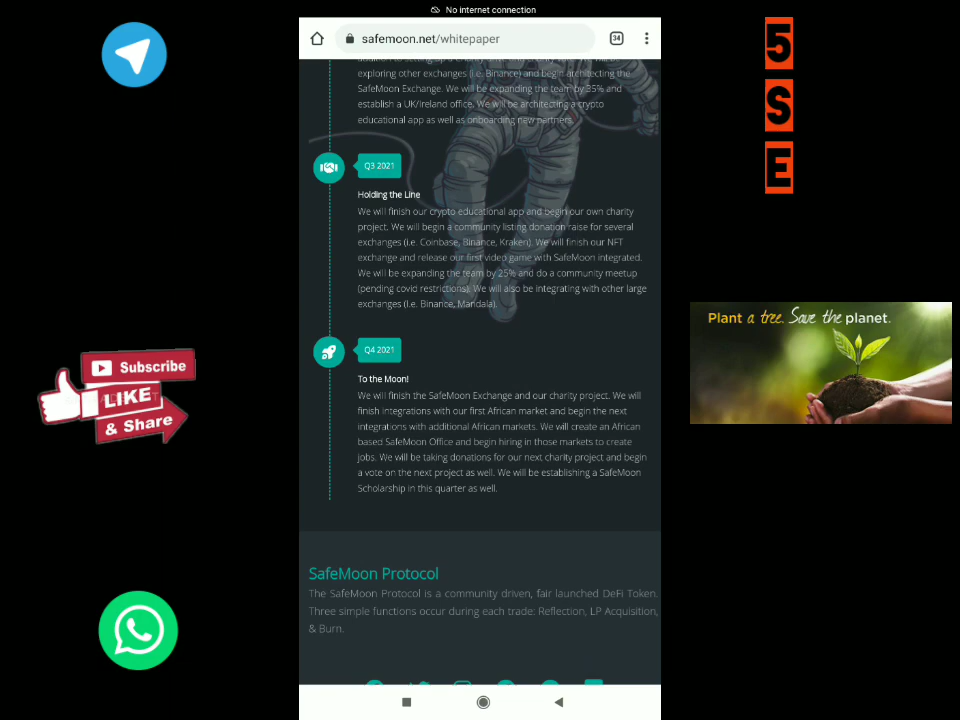 No internet connection
34
safemoon.net/whitepaper
exploring other exchanges (i.e. Binance) and begin architecting the
SafeMoon Exchange. We will be expanding the team by 35% and
establish a UK/Ireland office. We will be architecting a crypto
educational app as well as onboarding new partners.
Q3 2021
Holding the Line
We will finish our crypto educational app and begin our own charity
project. We will begin a community listing donation raise for several
exchanges (i.e. Coinbase, Binance, Kraken). We will finish our NFT
exchange and release our first video game with SafeMoon integrated.
We will be expanding the team by 25% and do a community meetup
(pending covid restrictions). We will also be integrating with other large
exchanges (I.e. Binance, Mandala).
Q4 2021
To the Moon!
We will finish the SafeMoon Exchange and our charity project. We will
finish integrations with our first African market and begin the next
integrations with additional African markets. We will create an African
based SafeMoon Office and begin hiring in those markets to create
jobs. We will be taking donations for our next charity project and begin
a vote on the next project as well. We will be establishing a SafeMoon
Scholarship in this quarter as well.
SafeMoon Protocol
The SafeMoon Protocol is a community driven, fair launched DeFi Token.
Three simple functions occur during each trade: Reflection, LP Acquisition,
& Burn.
Subscribe
LIKE
& Share
5
S
E
Plant a tree. Save the planet.